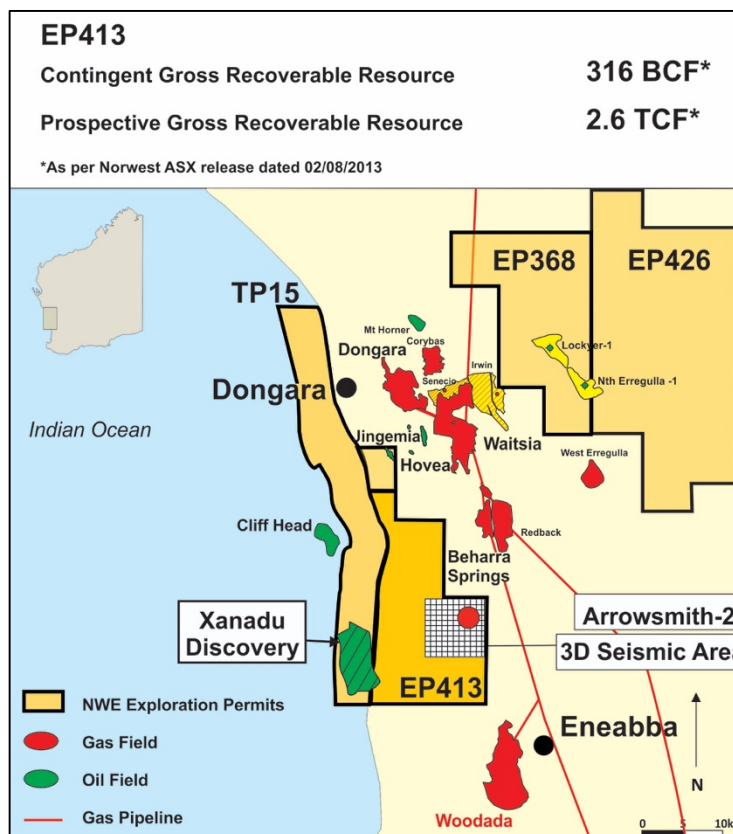 EP413
Contingent Gross Recoverable Resource 316 BCF*
Prospective Gross Recoverable Resource 2.6 TCF*
*As per Norwest ASX release dated 02/08/2013
EP368
EP426
TP15
Mt Horner
Corybas
Dongara
Lockyer-1
Irwin
Senecio
Dongara
Nth Erregulla -1
Indian Ocean
Jingemia
Waitsia
Hovea
West Erregulla
Cliff Head
Redback
Beharra
Springs
Xanadu
Discovery
Arrowsmith-2
3D Seismic Area
EP413
NWE Exploration Permits
Gas Field
Eneabba
Oil Field
N
Gas Pipeline
Woodada
0 5 10k